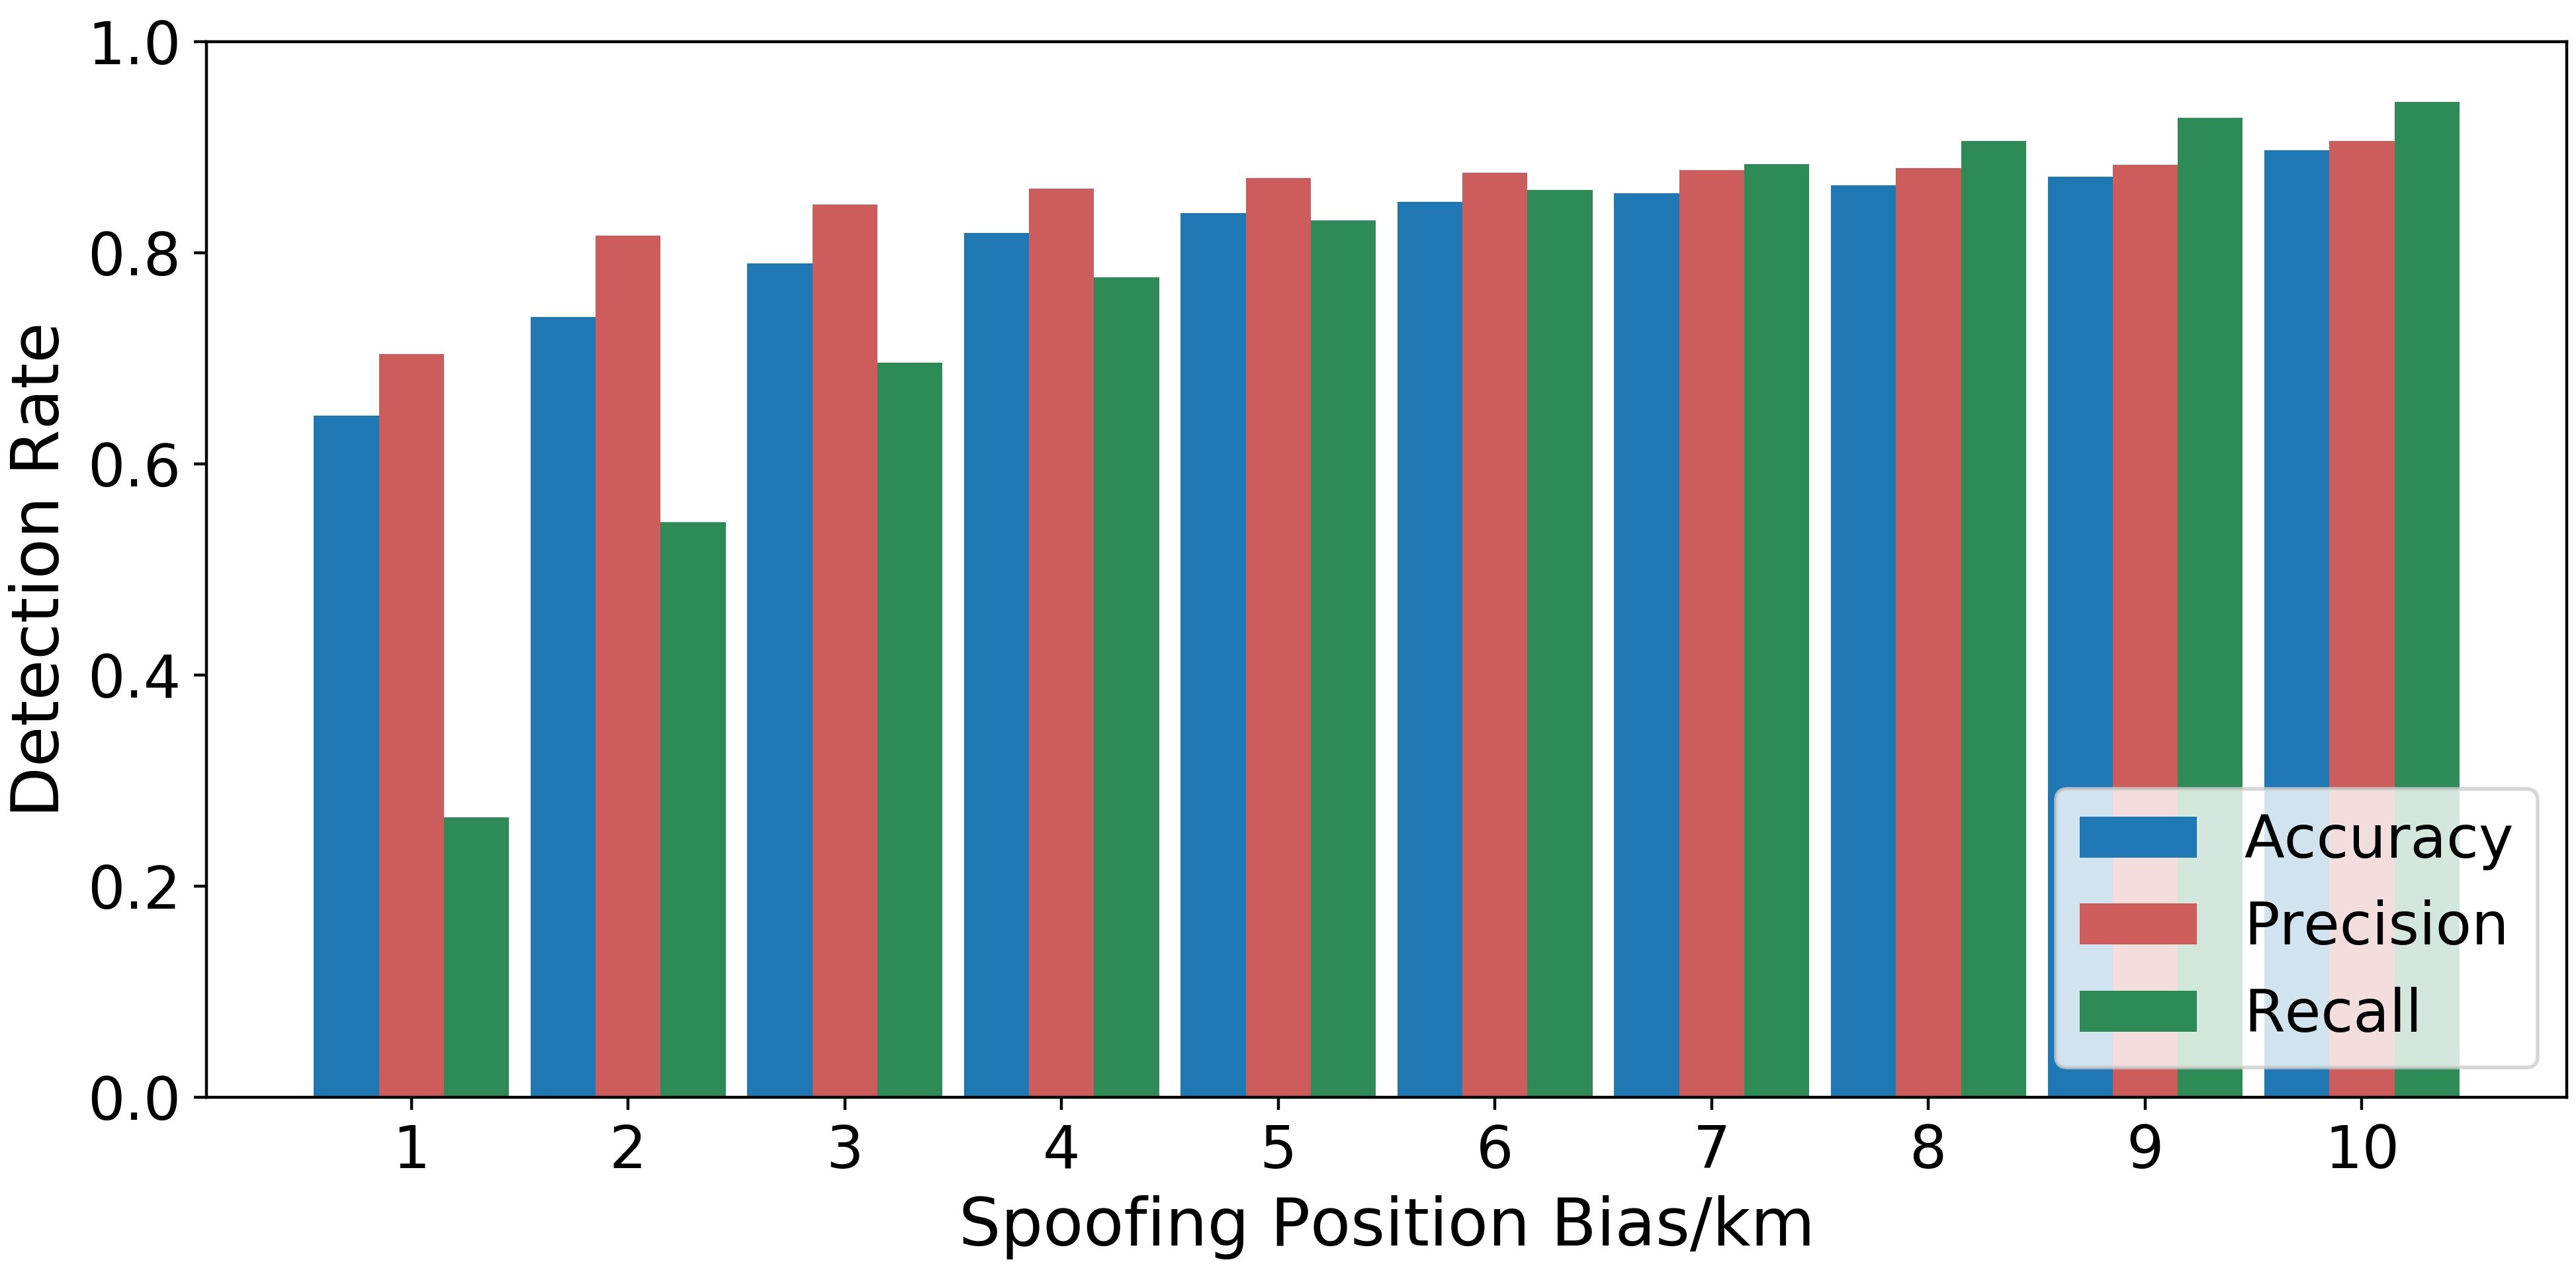 Detection Rate
1.0
0.8
0.6
0.4
0.2
0.0
1 2 3 4 5 6 7 8 9 10
Spoofing Position Bias/km
Accuracy
Precision
Recall